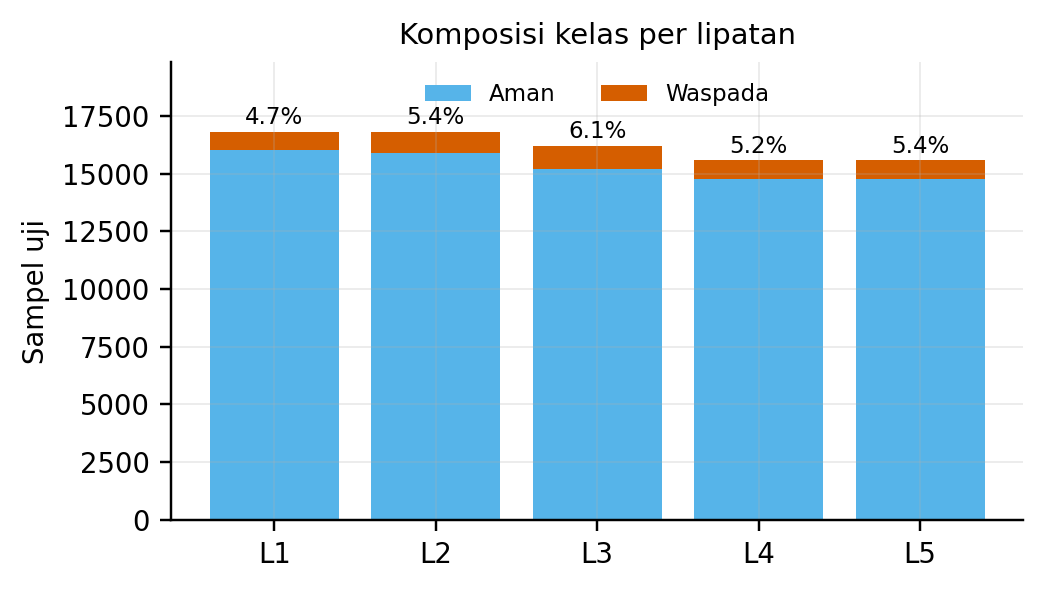 Komposisi kelas per lipatan
Aman
Waspada
4.7%
5.4%
6.1%
5.2%
5.4%
Sampel uji
17500
15000
12500
10000
7500
5000
2500
0
L1
L2
L3
L4
L5